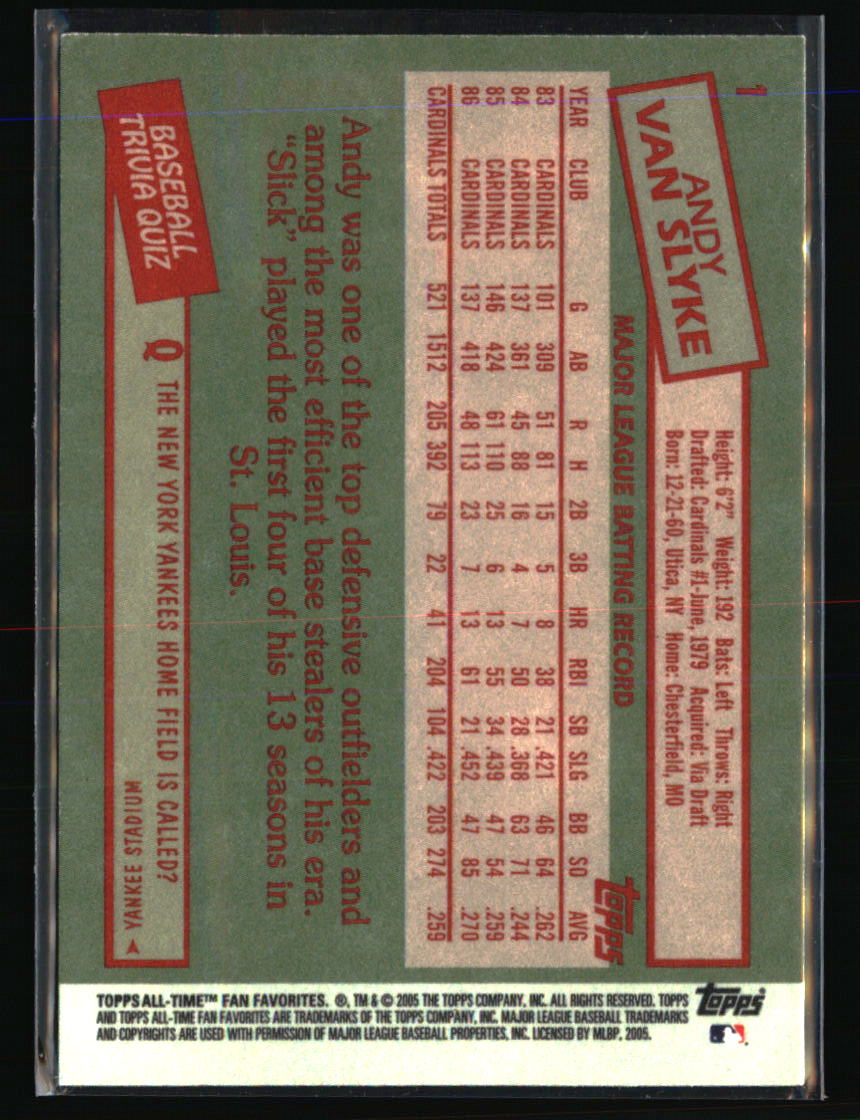 1
ANDY
VAN SLYKE
Height: 6'2" Weight: 192 Bats: Left Throws: Right
Drafted: Cardinals #1-June, 1979 Acquired: Via Draft
Born: 12-21-60, Utica, NY Home: Chesterfield, MO
MAJOR LEAGUE BATTING RECORD
topps
YEAR CLUB G AB R H 2B 3B HR RBI SB SLG BB SO AVG
83 CARDINALS 101 309 51 81 15 5 8 38 21 .421 46 64 .262
84 CARDINALS 137 361 45 88 16 4 7 50 28 .368 63 71 .244
85 CARDINALS 146 424 61 110 25 6 13 55 34 .439 47 54 .259
86 CARDINALS 137 418 48 113 23 7 13 61 21 .452 47 85 .270
CARDINALS TOTALS 521 1512 205 392 79 22 41 204 104 .422 203 274 .259
Andy was one of the top defensive outfielders and
among the most efficient base stealers of his era.
"Slick" played the first four of his 13 seasons in
St. Louis.
BASEBALL
TRIVIA QUIZ
Q THE NEW YORK YANKEES HOME FIELD IS CALLED?
YANKEE STADIUM
TOPPS ALL-TIME™ FAN FAVORITES. ®, TM & © 2005 THE TOPPS COMPANY, INC. ALL RIGHTS RESERVED. TOPPS
AND TOPPS ALL-TIME FAN FAVORITES ARE TRADEMARKS OF THE TOPPS COMPANY, INC. MAJOR LEAGUE BASEBALL TRADEMARKS
AND COPYRIGHTS ARE USED WITH PERMISSION OF MAJOR LEAGUE BASEBALL PROPERTIES, INC. LICENSED BY MLBP, 2005.
topps